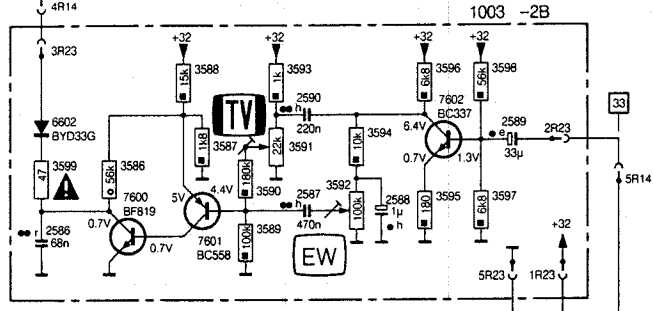 4R14
1003 -2B
3R23
+32
+32
+32
+32
3588
15k
3593
1k
2590
h
220n
3596
6k8
7602
BC337
3598
56k
2589
e
33µ
2R23
33
6602
BYD33G
TV
3587
1k8
3591
22k
3594
10k
6.4V
0.7V
1.3V
47
3599
3586
56k
180k
3590
5R14
7600
BF819
5V
4.4V
2587
h
470n
3592
100k
2588
1µ
h
180
3595
6k8
3597
r
2586
68n
0.7V
0.7V
7601
BC558
100k
3589
EW
+32
5R23
1R23